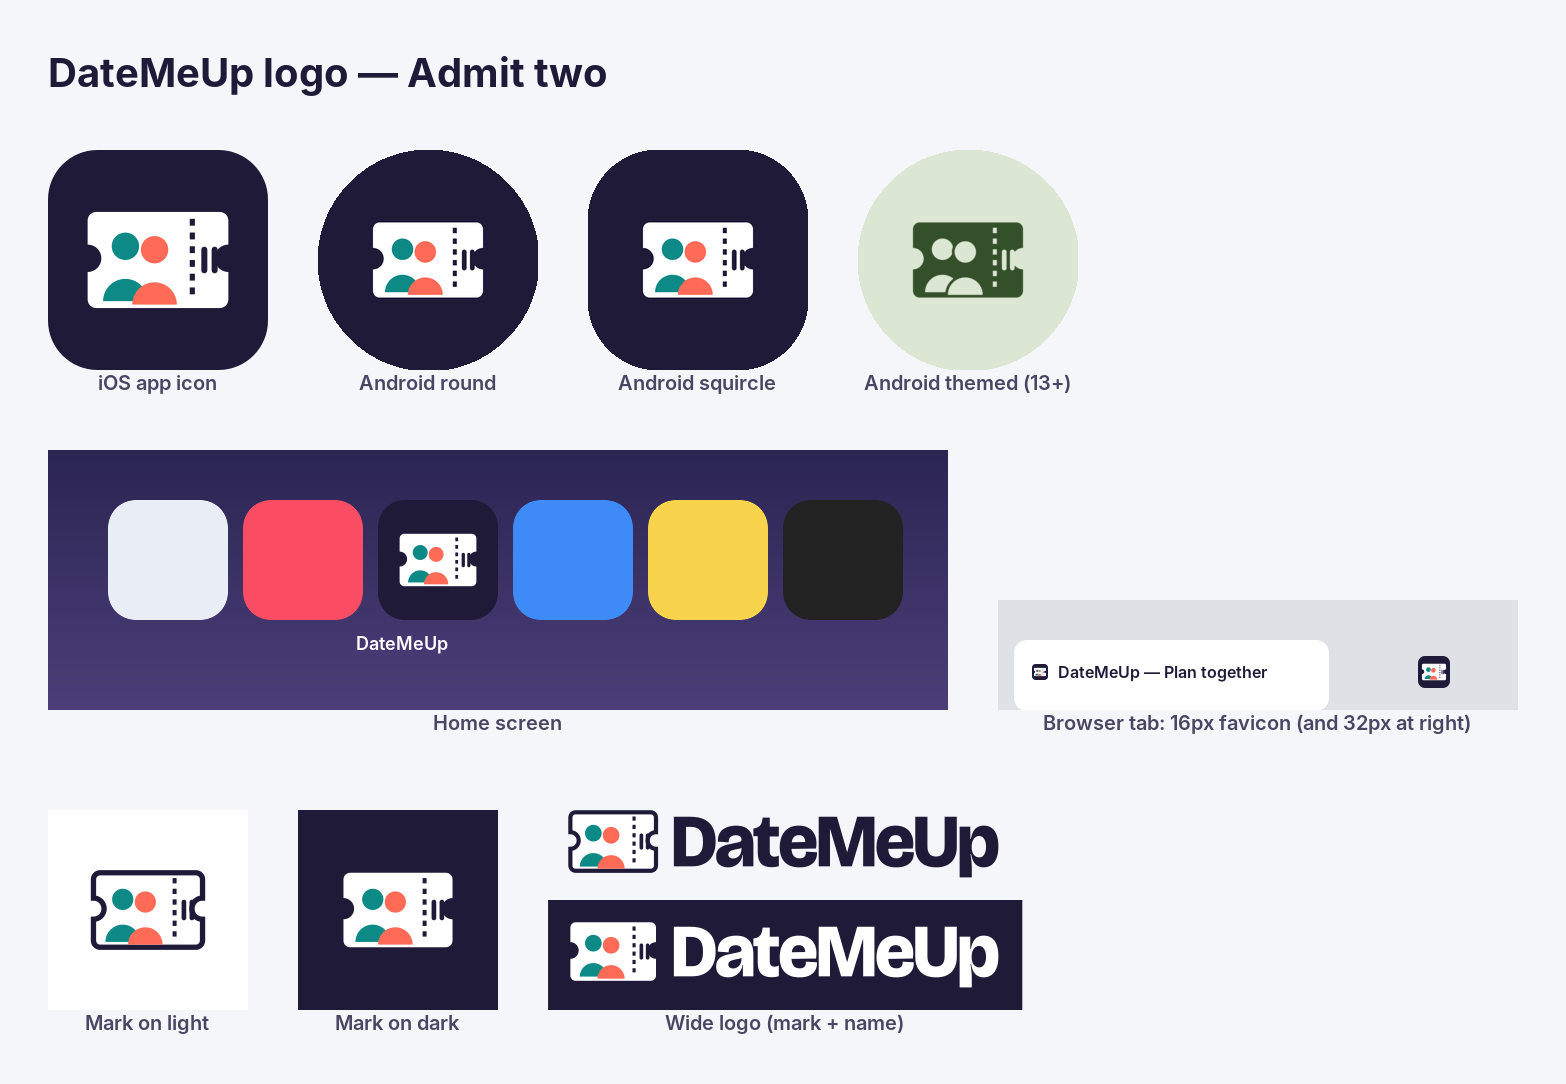 DateMeUp logo — Admit two
iOS app icon
Android round
Android squircle
Android themed (13+)
DateMeUp
Home screen
DateMeUp — Plan together
Browser tab: 16px favicon (and 32px at right)
DateMeUp
DateMeUp
Mark on light
Mark on dark
Wide logo (mark + name)